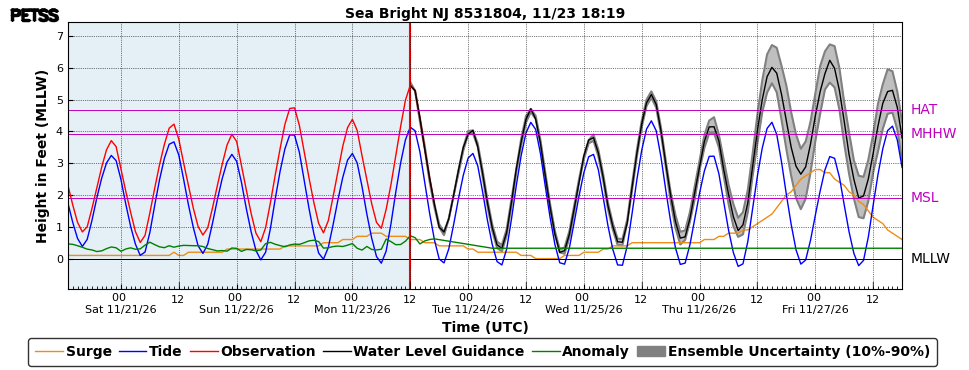 PETSS
Sea Bright NJ 8531804, 11/23 18:19
Height in Feet (MLLW)
7
6
5
4
3
2
1
0
HAT
MHHW
MSL
MLLW
00 12 00 12 00 12 00 12 00 12 00 12 00 12
Sat 11/21/26 Sun 11/22/26 Mon 11/23/26 Tue 11/24/26 Wed 11/25/26 Thu 11/26/26 Fri 11/27/26
Time (UTC)
Surge Tide Observation Water Level Guidance Anomaly Ensemble Uncertainty (10%-90%)